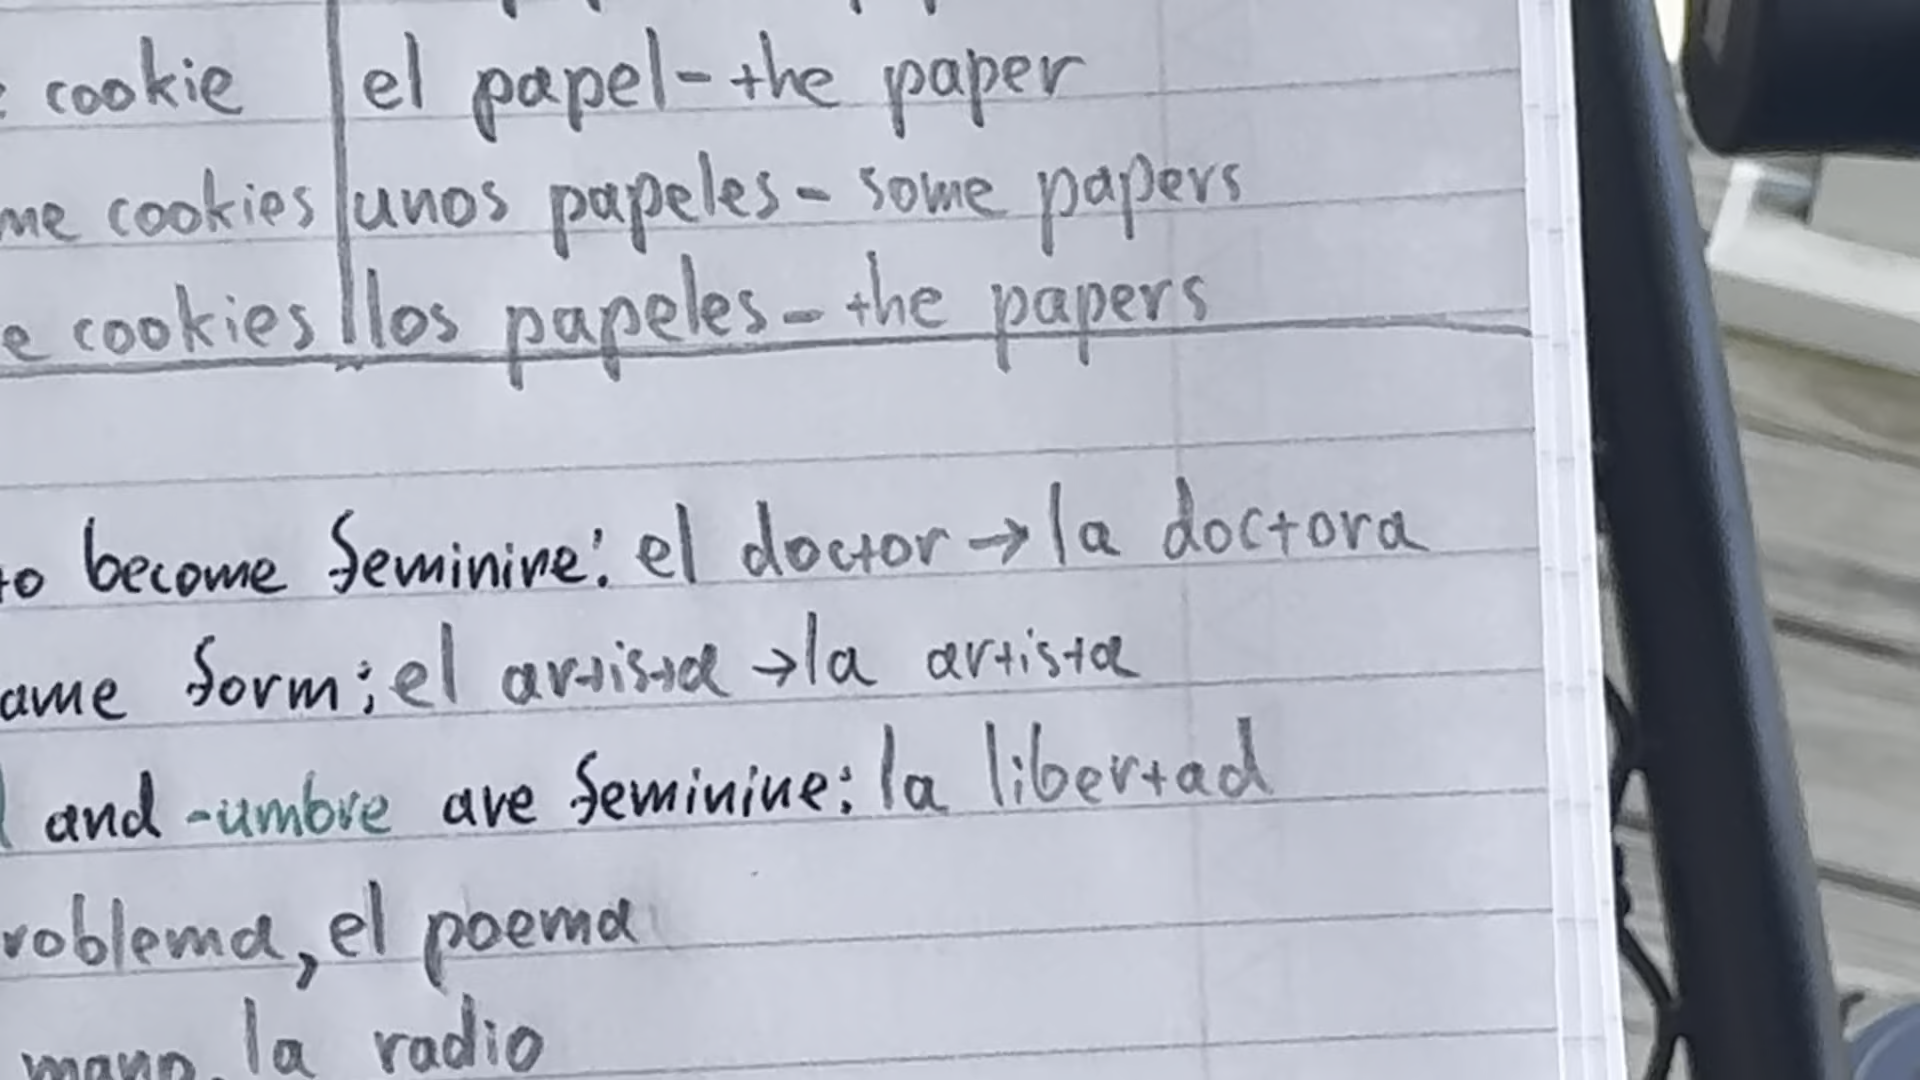 cookie el papel - the paper
me cookies unos papeles - some papers
e cookies los papeles - the papers
to become feminine: el doctor → la doctora
ame form: el artista → la artista
and -umbre are feminine: la libertad
roblema, el poema
mano, la radio